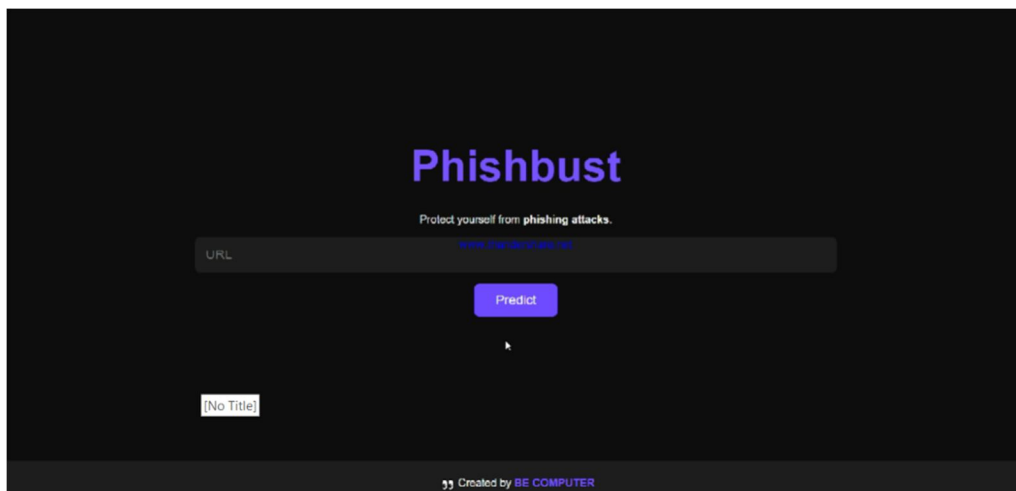 Phishbust
Protect yourself from phishing attacks.
URL
Predict
[No Title]
Created by BE COMPUTER